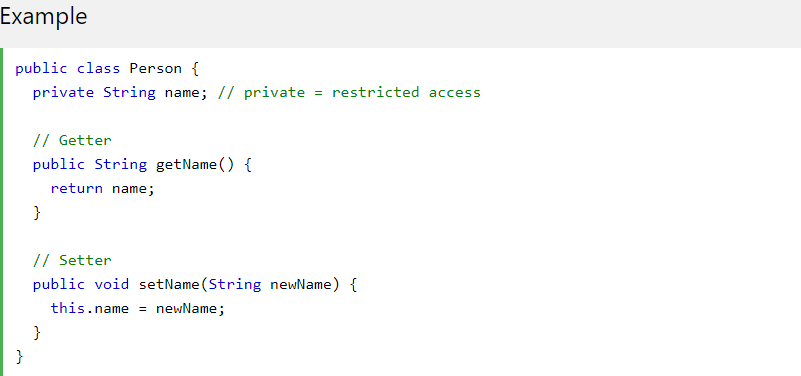 Example
public class Person {
  private String name; // private = restricted access

  // Getter
  public String getName() {
    return name;
  }

  // Setter
  public void setName(String newName) {
    this.name = newName;
  }
}